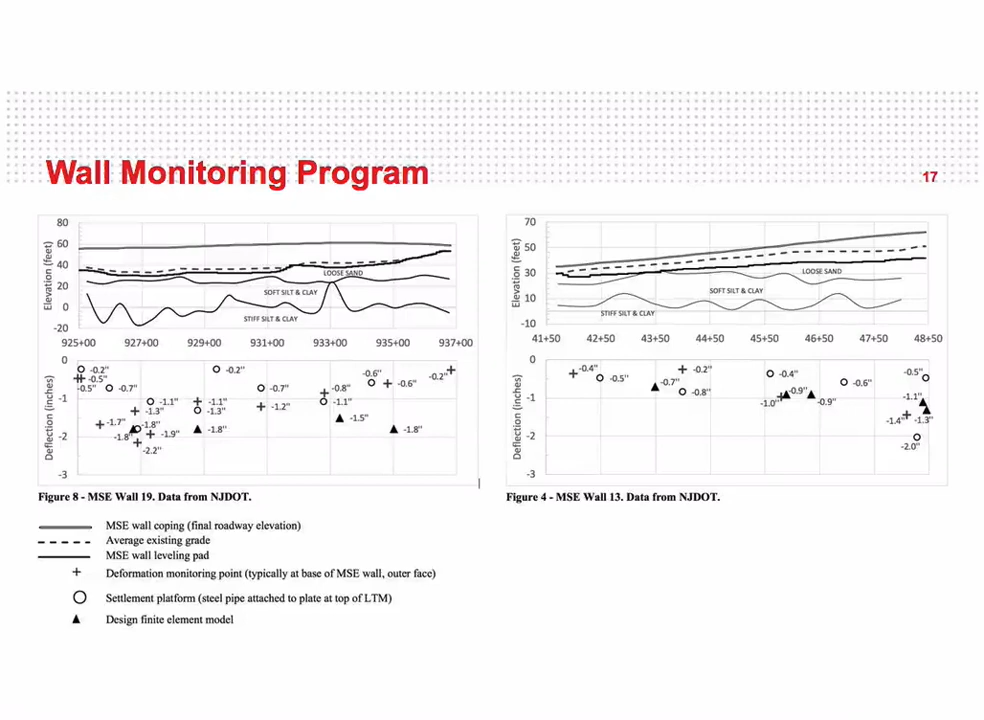 Wall Monitoring Program
17
80
60
40
20
0
-20
Elevation (feet)
LOOSE SAND
SOFT SILT & CLAY
STIFF SILT & CLAY
925+00 927+00 929+00 931+00 933+00 935+00 937+00
0
-1
-2
-3
Deflection (inches)
-0.2"
-0.5"
-0.5"
-0.7"
-1.7"
-1.8"
-1.3"
-1.1"
-1.8"
-1.9"
-2.2"
-1.1"
-1.3"
-1.8"
-0.2"
-0.7"
-1.2"
-0.8"
-1.1"
-1.5"
-0.6"
-0.6"
-1.8"
-0.2"
Figure 8 - MSE Wall 19. Data from NJDOT.
70
50
30
10
-10
Elevation (feet)
LOOSE SAND
SOFT SILT & CLAY
STIFF SILT & CLAY
41+50 42+50 43+50 44+50 45+50 46+50 47+50 48+50
0
-1
-2
-3
Deflection (inches)
-0.4"
-0.5"
-0.7"
-0.2"
-0.8"
-0.4"
-1.0"
-0.9"
-0.9"
-0.6"
-0.5"
-1.1"
-1.4"
-1.3"
-2.0"
Figure 4 - MSE Wall 13. Data from NJDOT.
MSE wall coping (final roadway elevation)
Average existing grade
MSE wall leveling pad
Deformation monitoring point (typically at base of MSE wall, outer face)
Settlement platform (steel pipe attached to plate at top of LTM)
Design finite element model